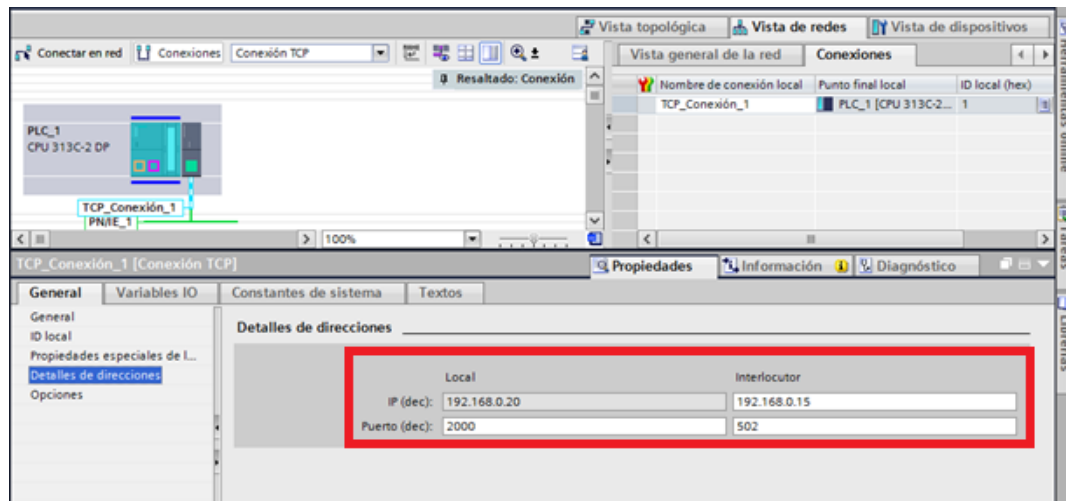 Vista topológica Vista de redes Vista de dispositivos
Conectar en red Conexiones Conexión TCP
Vista general de la red Conexiones
Resaltado: Conexión
Nombre de conexión local Punto final local ID local (hex)
TCP_Conexión_1 PLC_1 [CPU 313C-2... 1
PLC_1
CPU 313C-2 DP
TCP_Conexión_1
PN/IE_1
100%
TCP_Conexión_1 [Conexión TCP] Propiedades Información Diagnóstico
General Variables IO Constantes de sistema Textos
General
ID local
Propiedades especiales de l...
Detalles de direcciones
Opciones
Detalles de direcciones
Local Interlocutor
IP (dec): 192.168.0.20 192.168.0.15
Puerto (dec): 2000 502
Tareas
Librerías